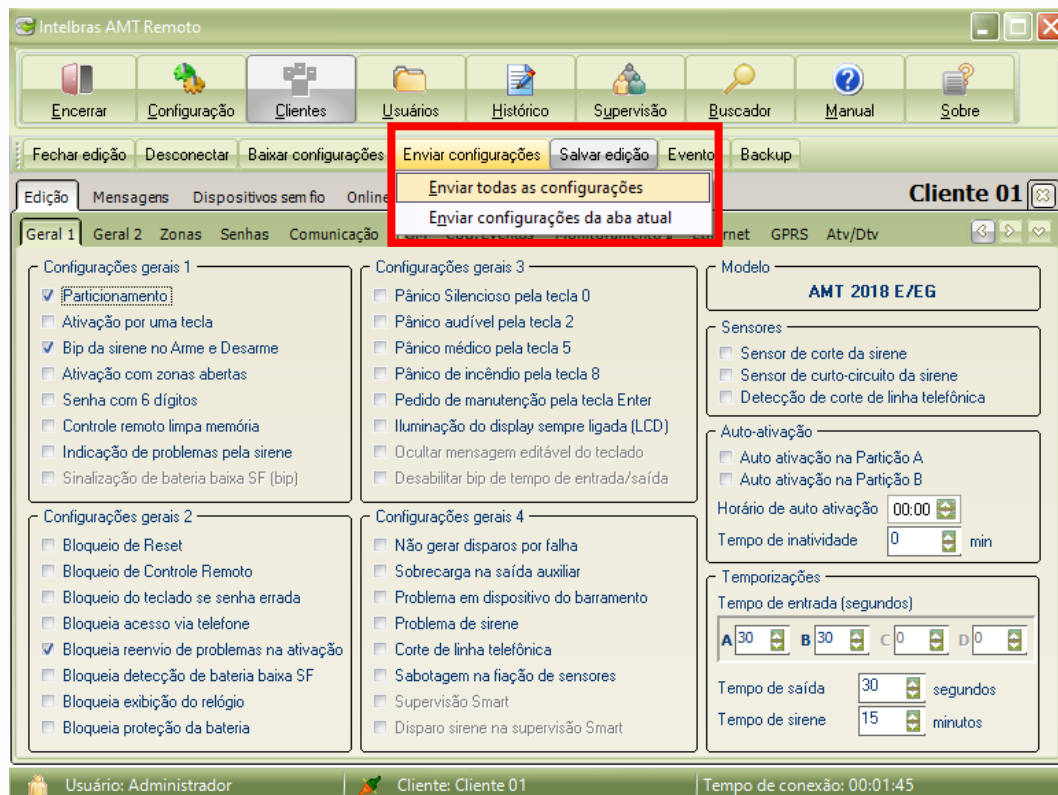 Intelbras AMT Remoto
Encerrar Configuração Clientes Usuários Histórico Supervisão Buscador Manual Sobre
Fechar edição Desconectar Baixar configurações Enviar configurações Salvar edição Evento Backup
Enviar todas as configurações
Enviar configurações da aba atual
Edição Mensagens Dispositivos sem fio Online
Cliente 01
Geral 1 Geral 2 Zonas Senhas Comunicação GPRS Atv/Dtv
Configurações gerais 1
Particionamento
Ativação por uma tecla
Bip da sirene no Arme e Desarme
Ativação com zonas abertas
Senha com 6 dígitos
Controle remoto limpa memória
Indicação de problemas pela sirene
Sinalização de bateria baixa SF (bip)
Configurações gerais 2
Bloqueio de Reset
Bloqueio de Controle Remoto
Bloqueio do teclado se senha errada
Bloqueia acesso via telefone
Bloqueia reenvio de problemas na ativação
Bloqueia detecção de bateria baixa SF
Bloqueia exibição do relógio
Bloqueia proteção da bateria
Configurações gerais 3
Pânico Silencioso pela tecla 0
Pânico audível pela tecla 2
Pânico médico pela tecla 5
Pânico de incêndio pela tecla 8
Pedido de manutenção pela tecla Enter
Iluminação do display sempre ligada (LCD)
Ocultar mensagem editável do teclado
Desabilitar bip de tempo de entrada/saída
Configurações gerais 4
Não gerar disparos por falha
Sobrecarga na saída auxiliar
Problema em dispositivo do barramento
Problema de sirene
Corte de linha telefônica
Sabotagem na fiação de sensores
Supervisão Smart
Disparo sirene na supervisão Smart
Modelo
AMT 2018 E/EG
Sensores
Sensor de corte da sirene
Sensor de curto-circuito da sirene
Detecção de corte de linha telefônica
Auto-ativação
Auto ativação na Partição A
Auto ativação na Partição B
Horário de auto ativação 00:00
Tempo de inatividade 0 min
Temporizações
Tempo de entrada (segundos)
A 30 B 30 C 0 D 0
Tempo de saída 30 segundos
Tempo de sirene 15 minutos
Usuário: Administrador Cliente: Cliente 01 Tempo de conexão: 00:01:45